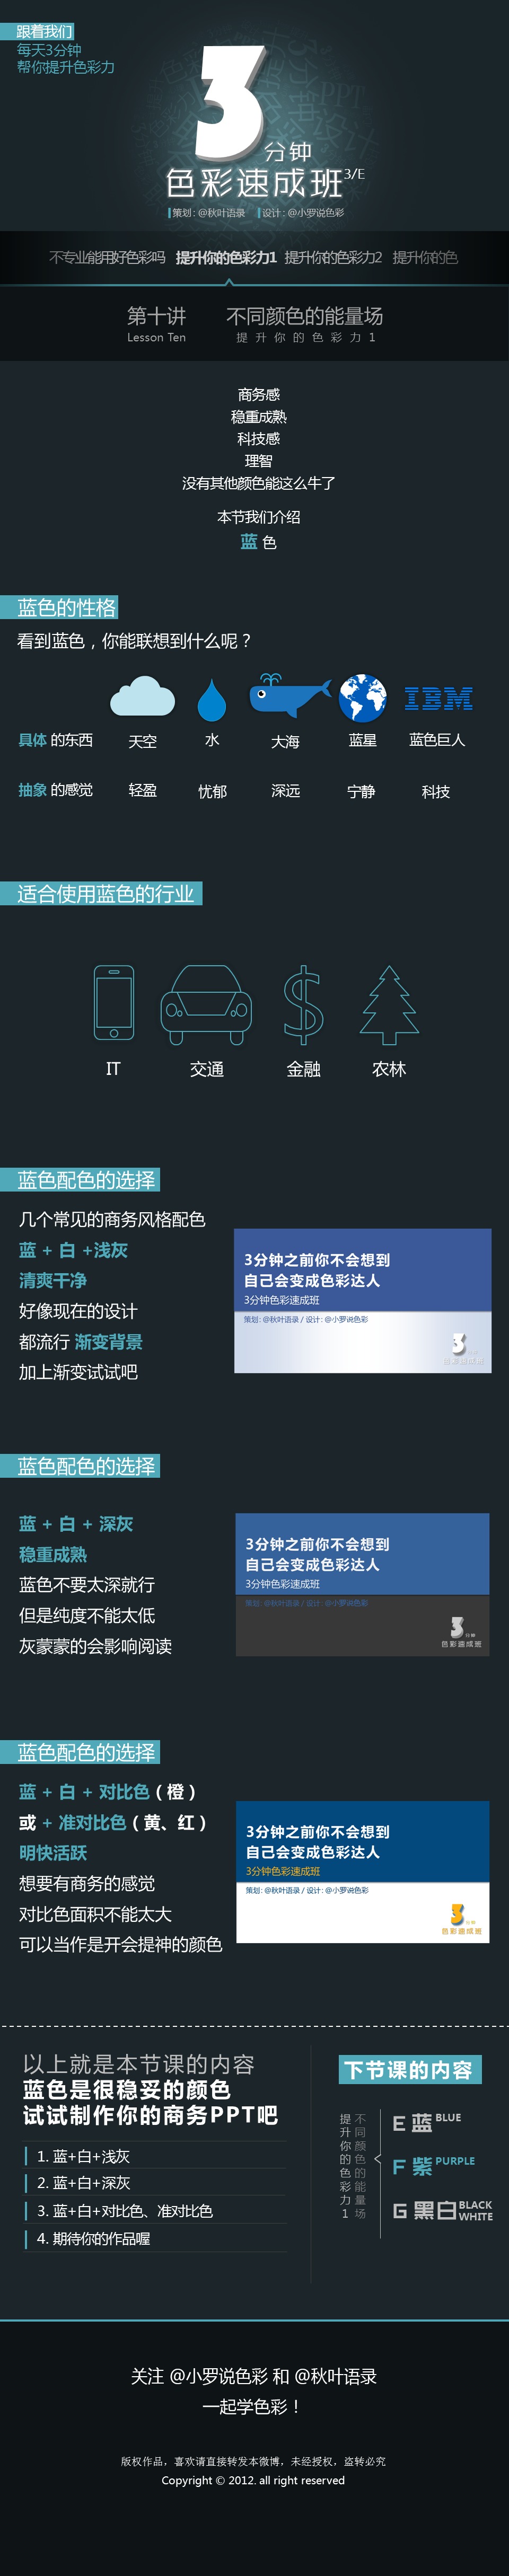 跟着我们
每天3分钟
帮你提升色彩力
3
分钟
色彩速成班3/E
策划：@秋叶语录 设计：@小罗说色彩
不专业能用好色彩吗 提升你的色彩力1 提升你的色彩力2 提升你的色
第十讲 不同颜色的能量场
Lesson Ten 提升你的色彩力1
商务感
稳重成熟
科技感
理智
没有其他颜色能这么牛了
本节我们介绍
蓝 色
蓝色的性格
看到蓝色，你能联想到什么呢？
IBM
具体 的东西 天空 水 大海 蓝星 蓝色巨人
抽象 的感觉 轻盈 忧郁 深远 宁静 科技
适合使用蓝色的行业
IT 交通 金融 农林
蓝色配色的选择
几个常见的商务风格配色
蓝 + 白 +浅灰
清爽干净
好像现在的设计
都流行 渐变背景
加上渐变试试吧
3分钟之前你不会想到
自己会变成色彩达人
3分钟色彩速成班
策划：@秋叶语录 / 设计：@小罗说色彩
3分钟
色彩速成班
蓝色配色的选择
蓝 + 白 + 深灰
稳重成熟
蓝色不要太深就行
但是纯度不能太低
灰蒙蒙的会影响阅读
3分钟之前你不会想到
自己会变成色彩达人
3分钟色彩速成班
策划：@秋叶语录 / 设计：@小罗说色彩
3分钟
色彩速成班
蓝色配色的选择
蓝 + 白 + 对比色（橙）
或 + 准对比色（黄、红）
明快活跃
想要有商务的感觉
对比色面积不能太大
可以当作是开会提神的颜色
3分钟之前你不会想到
自己会变成色彩达人
3分钟色彩速成班
策划：@秋叶语录 / 设计：@小罗说色彩
3分钟
色彩速成班
以上就是本节课的内容
蓝色是很稳妥的颜色
试试制作你的商务PPT吧
1. 蓝+白+浅灰
2. 蓝+白+深灰
3. 蓝+白+对比色、准对比色
4. 期待你的作品喔
下节课的内容
不同颜色的能量场
提升你的色彩力1
E 蓝 BLUE
F 紫 PURPLE
G 黑白 BLACK WHITE
关注 @小罗说色彩 和 @秋叶语录
一起学色彩！
版权作品，喜欢请直接转发本微博，未经授权，盗转必究
Copyright © 2012. all right reserved